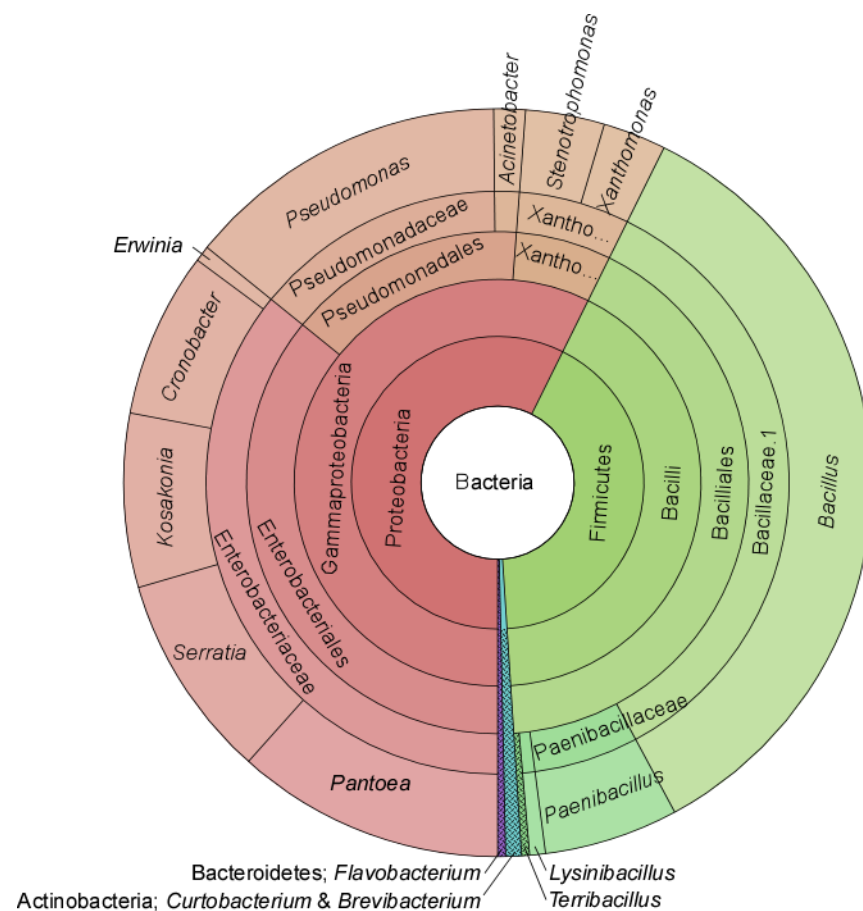 Stenotrophomonas
Acinetobacter
Xanthomonas
Pseudomonas
Erwinia
Pseudomonadaceae
Xantho...
Pseudomonadales
Xantho...
Cronobacter
Gammaproteobacteria
Proteobacteria
Bacteria
Firmicutes
Bacilli
Bacilliales
Bacillaceae.1
Bacillus
Kosakonia
Enterobacteriales
Enterobacteriaceae
Serratia
Pantoea
Paenibacillaceae
Paenibacillus
Bacteroidetes; Flavobacterium
Lysinibacillus
Actinobacteria; Curtobacterium & Brevibacterium
Terribacillus